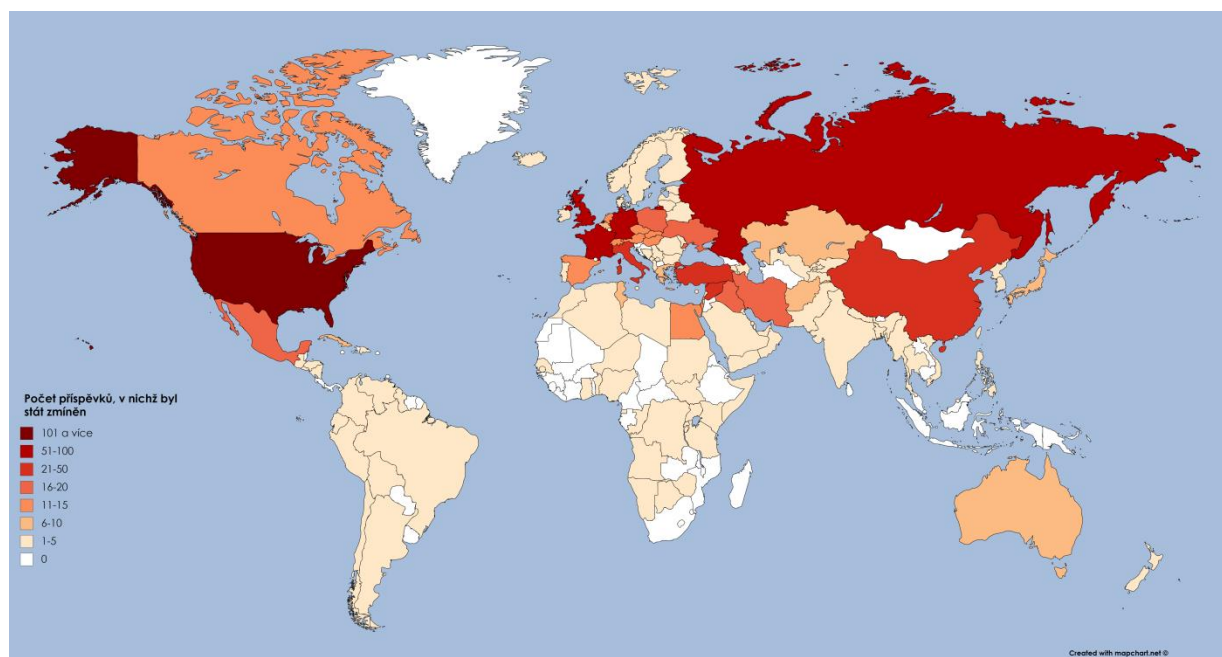 Počet příspěvků, v nichž byl
stát zmíněn
101 a více
51-100
21-50
16-20
11-15
6-10
1-5
0
Created with mapchart.net ©